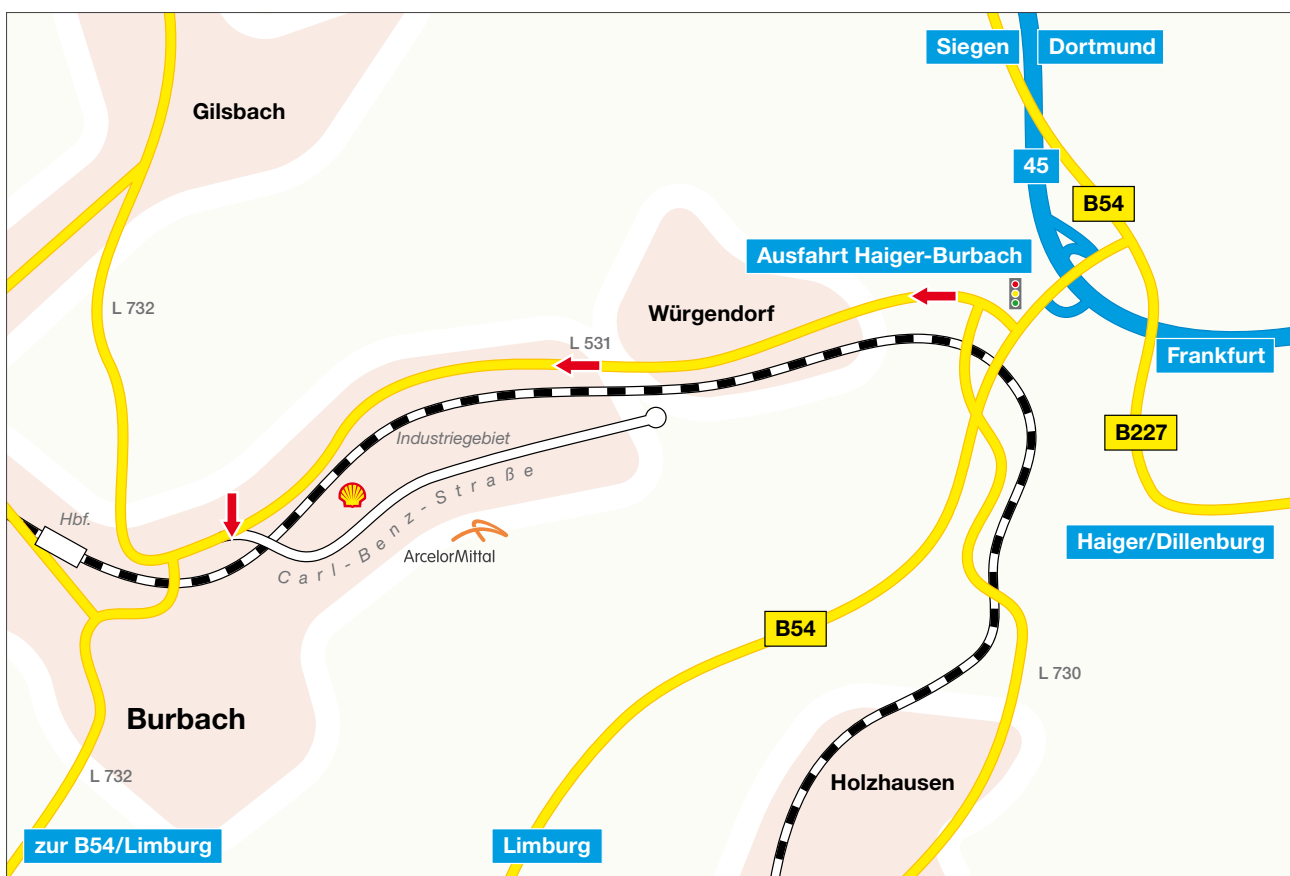 Siegen
Dortmund
Gilsbach
45
B54
Ausfahrt Haiger-Burbach
L 732
Würgendorf
L 531
Frankfurt
B227
Industriegebiet
Hbf.
Carl-Benz-Straße
ArcelorMittal
Haiger/Dillenburg
B54
L 730
Burbach
L 732
Holzhausen
zur B54/Limburg
Limburg